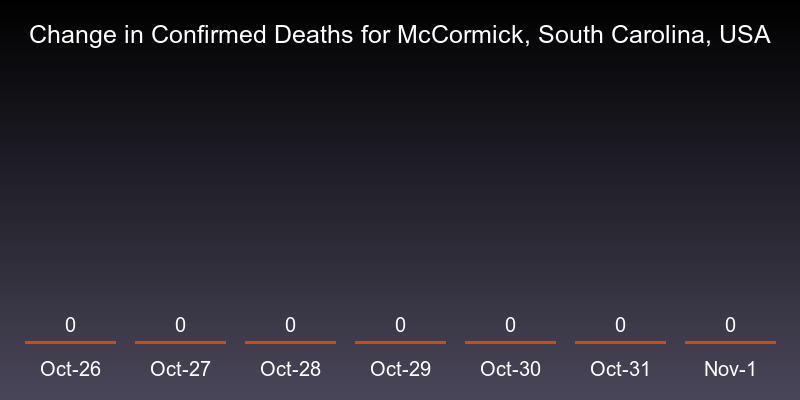 Change in Confirmed Deaths for McCormick, South Carolina, USA
0 0 0 0 0 0 0
Oct-26 Oct-27 Oct-28 Oct-29 Oct-30 Oct-31 Nov-1